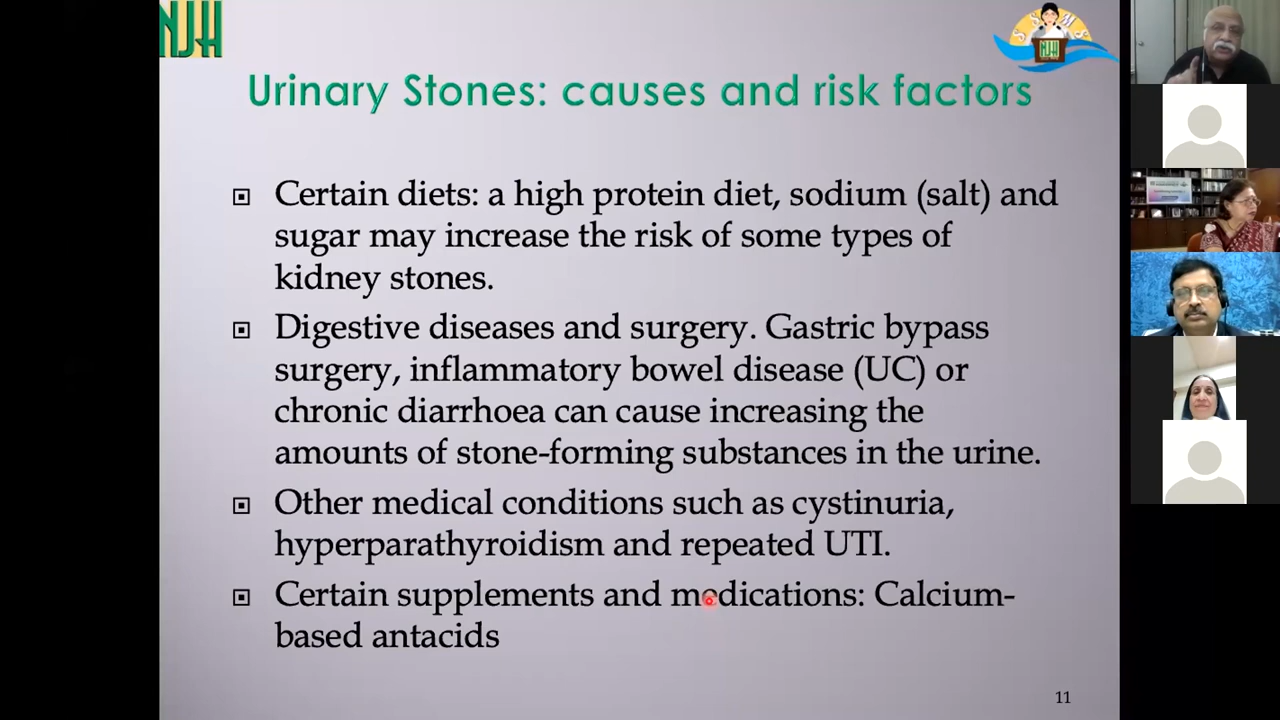 NJH
S S M S
NJH
Urinary Stones: causes and risk factors
Certain diets: a high protein diet, sodium (salt) and
sugar may increase the risk of some types of
kidney stones.
Digestive diseases and surgery. Gastric bypass
surgery, inflammatory bowel disease (UC) or
chronic diarrhoea can cause increasing the
amounts of stone-forming substances in the urine.
Other medical conditions such as cystinuria,
hyperparathyroidism and repeated UTI.
Certain supplements and medications: Calcium-
based antacids
11